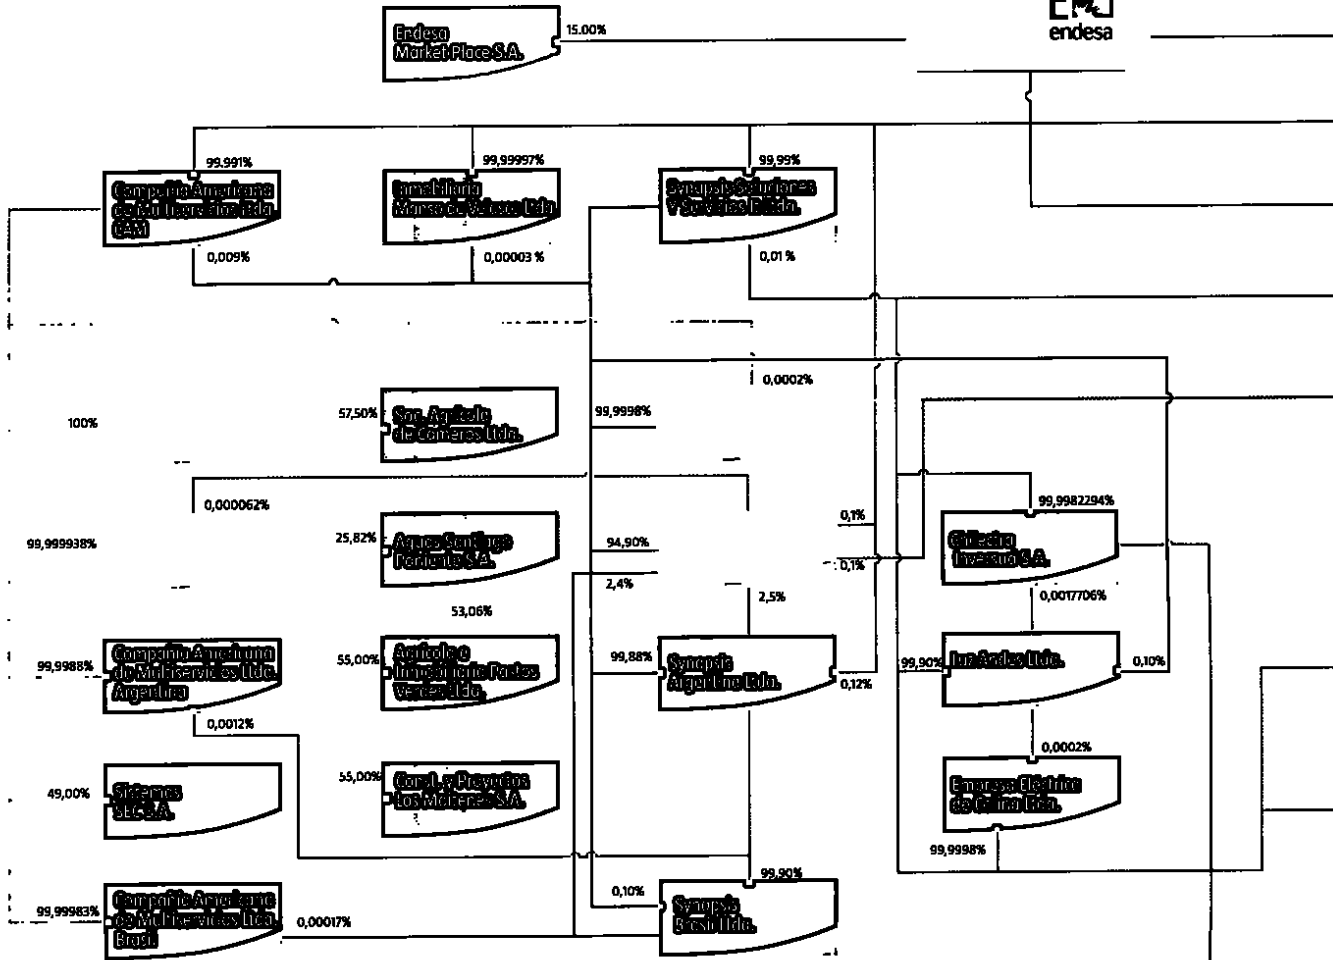 endesa
Endesa
Market Place S.A.
15.00%
99.991%
99,99997%
99,99%
Compañía Americana
de Multiservicios Ltda.
CAM
Inmobiliaria
Manso de Velasco Ltda.
Synopsis Soluciones
Y Servicios
0,009%
0,00003 %
0,01 %
0,0002%
57,50%
Soc. Agrícola
de Cameros Ltda.
99,9998%
100%
0,000062%
99,9982294%
99,999938%
25,82%
Aguas Santiago
Poniente S.A.
94,90%
0,1%
Chilectra
Inversud S.A.
0,1%
2,4%
2,5%
0,0017706%
53,06%
99,9988%
Compañía Americana
de Multiservicios Ltda.
Argentina
55,00%
Agrícola e
Inmobiliaria Pastos
Verdes Ltda.
99,88%
Synopsis
Argentina Ltda.
0,12%
99,90%
Luz Andes Ltda.
0,10%
0,0012%
0,0002%
49,00%
Sistemas
SEC S.A.
55,00%
Const. y Proyectos
Los Maitenes S.A.
Empresa Eléctrica
de Colina Ltda.
99,9998%
99,90%
99,99983%
Compañía Americana
de Multiservicios Ltda.
Brasil
0,00017%
0,10%
Synopsis
Brasil Ltda.